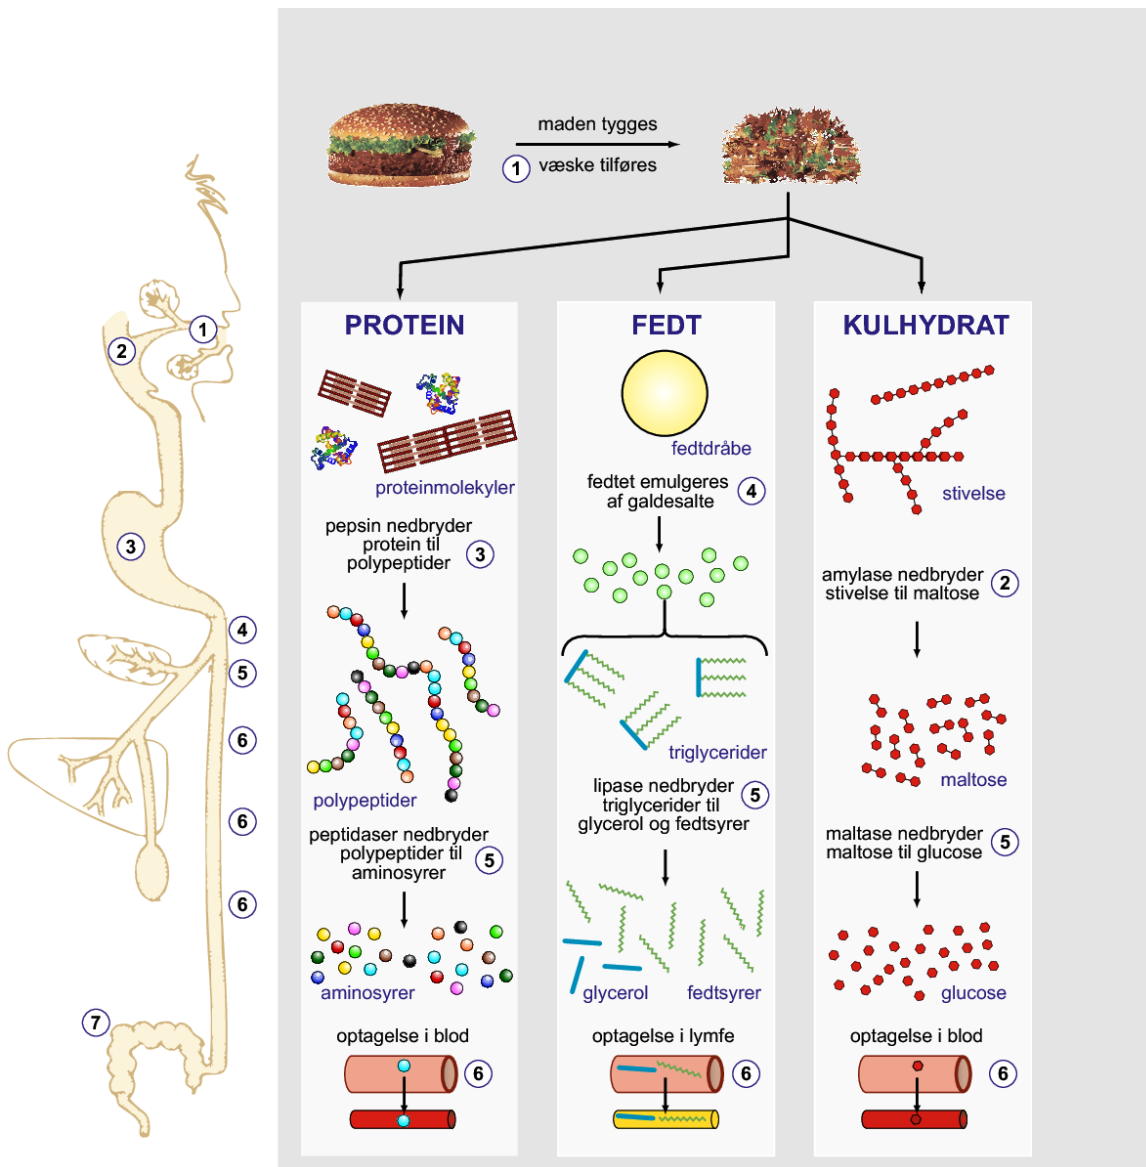 maden tygges
1 væske tilføres
PROTEIN
proteinmolekyler
pepsin nedbryder
protein til
polypeptider
3
polypeptider
peptidaser nedbryder
polypeptider til
aminosyrer
5
aminosyrer
optagelse i blod
6
FEDT
fedtdråbe
fedtet emulgeres
af galdesalte
4
triglycerider
lipase nedbryder
triglycerider til
glycerol og fedtsyrer
5
glycerol
fedtsyrer
optagelse i lymfe
6
KULHYDRAT
stivelse
amylase nedbryder
stivelse til maltose
2
maltose
maltase nedbryder
maltose til glucose
5
glucose
optagelse i blod
6
1
2
3
4
5
6
6
6
7